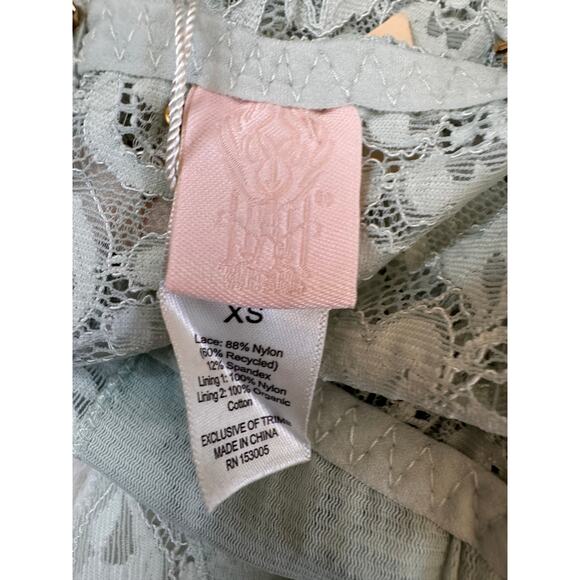 XS
Lace: 88% Nylon
(60% Recycled)
12% Spandex
Lining 1: 100% Nylon
Lining 2: 100% Organic
Cotton
EXCLUSIVE OF TRIMS
MADE IN CHINA
RN 153005